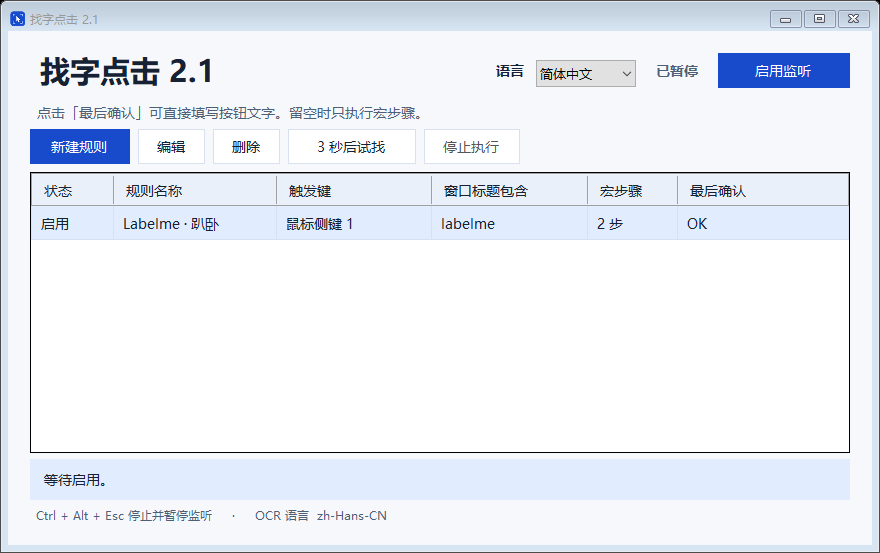 找字点击 2.1
找字点击 2.1
语言 简体中文 已暂停 启用监听
点击「最后确认」可直接填写按钮文字。留空时只执行宏步骤。
新建规则 编辑 删除 3 秒后试找 停止执行
状态 规则名称 触发键 窗口标题包含 宏步骤 最后确认
启用 Labelme · 趴卧 鼠标侧键 1 labelme 2 步 OK
等待启用。
Ctrl + Alt + Esc 停止并暂停监听 · OCR 语言 zh-Hans-CN